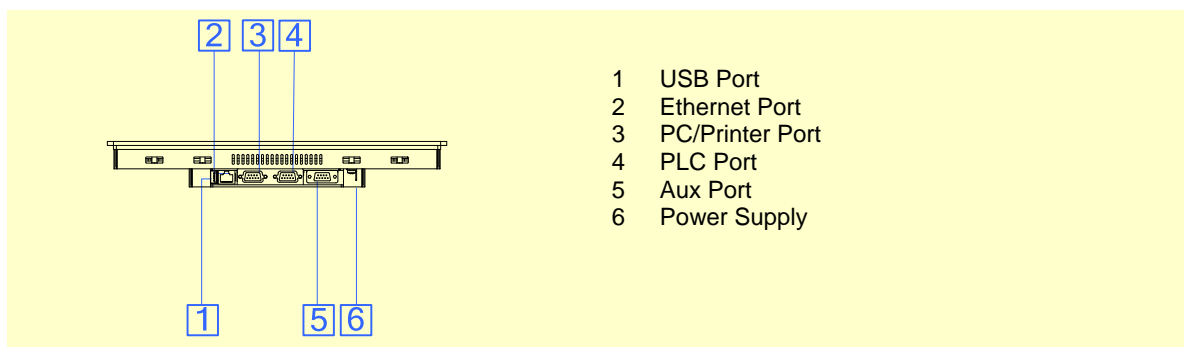 2 3 4
1 USB Port
2 Ethernet Port
3 PC/Printer Port
4 PLC Port
5 Aux Port
6 Power Supply
1 5 6